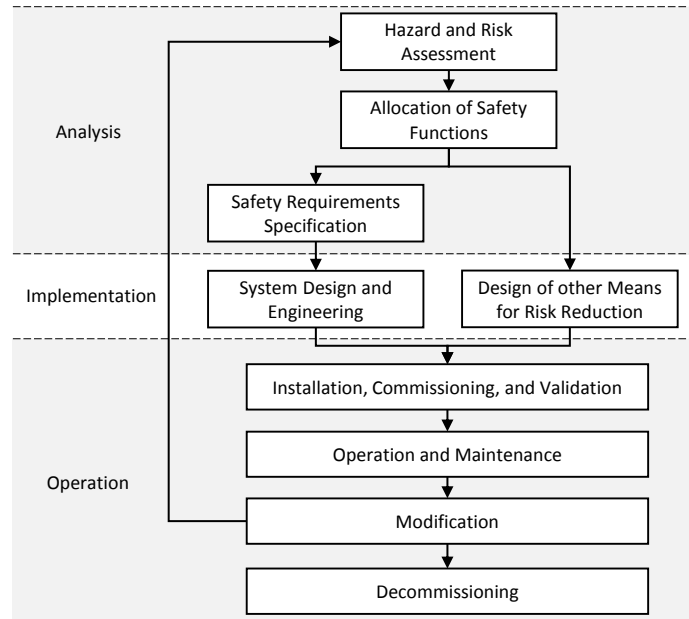 Hazard and Risk
Assessment
Analysis
Allocation of Safety
Functions
Safety Requirements
Specification
Implementation
System Design and
Engineering
Design of other Means
for Risk Reduction
Operation
Installation, Commissioning, and Validation
Operation and Maintenance
Modification
Decommissioning